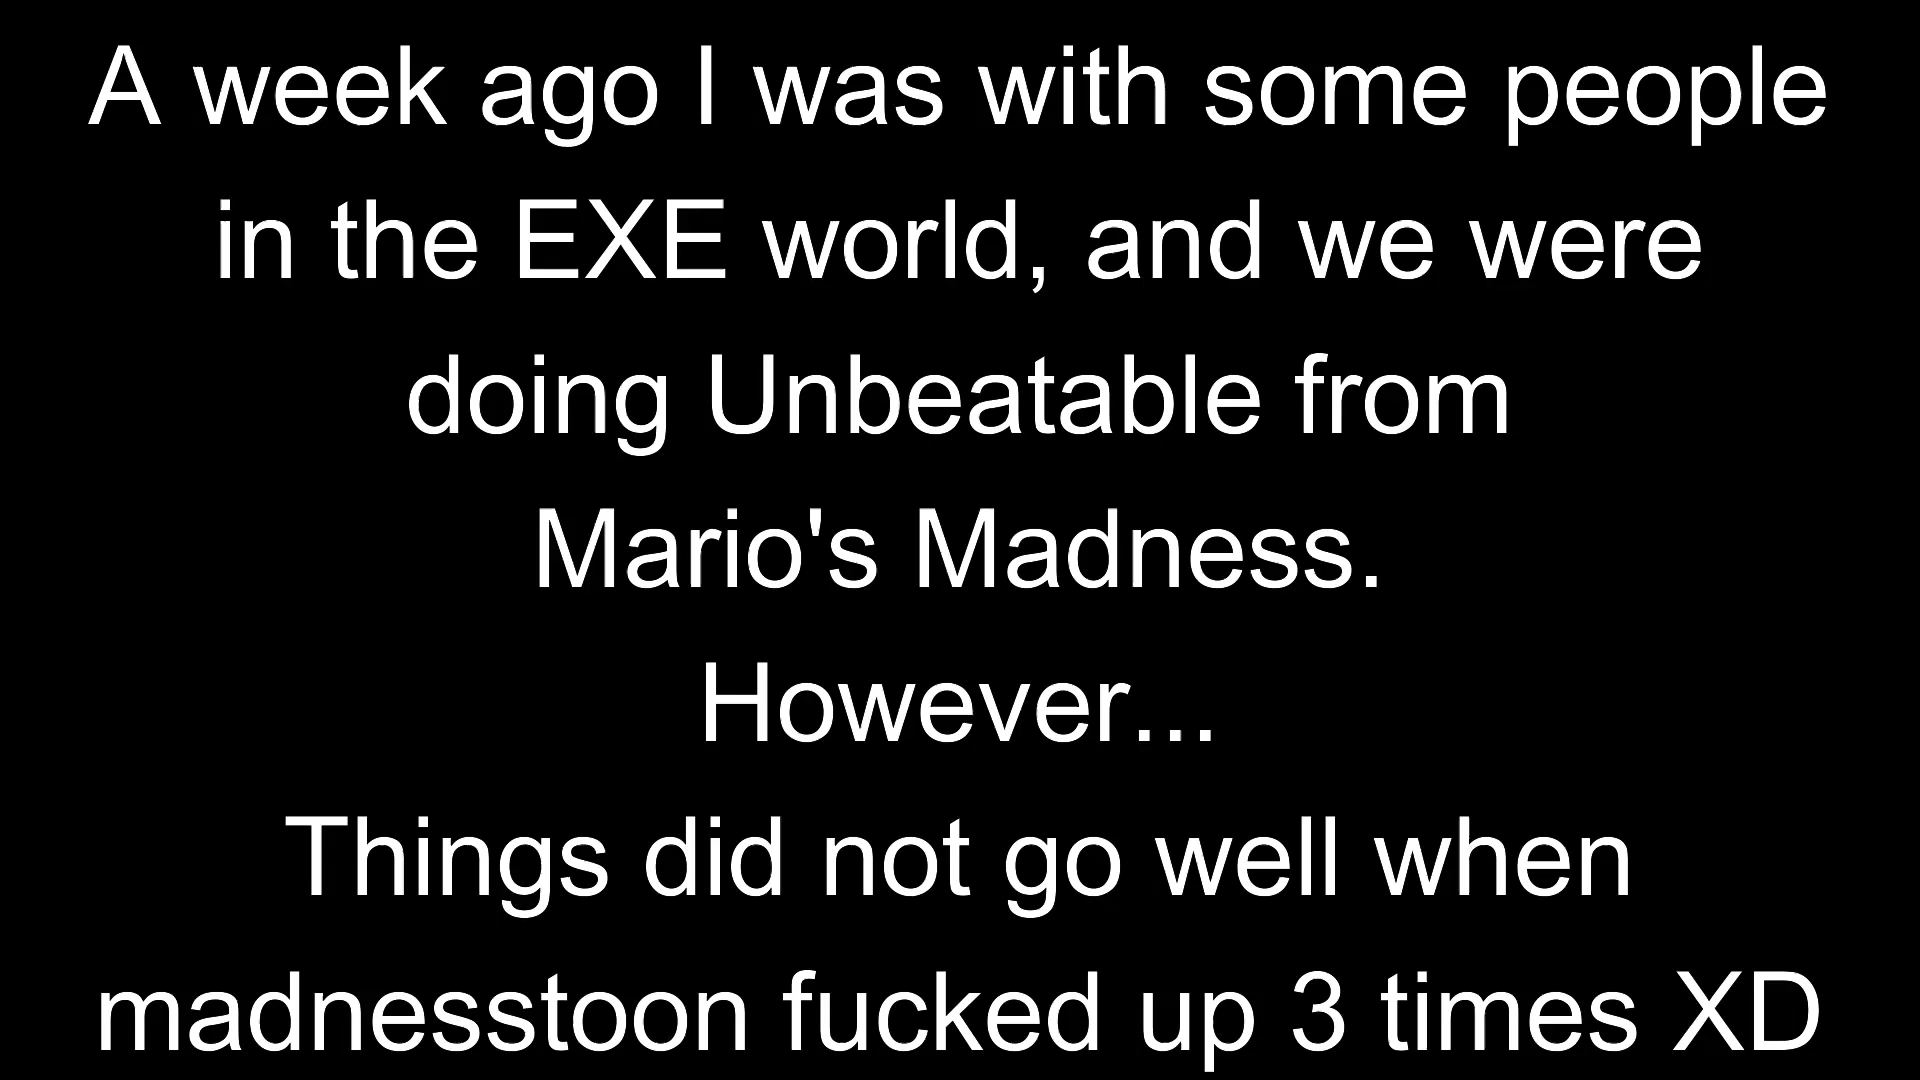 A week ago I was with some people
in the EXE world, and we were
doing Unbeatable from
Mario's Madness.
However...
Things did not go well when
madnesstoon fucked up 3 times XD